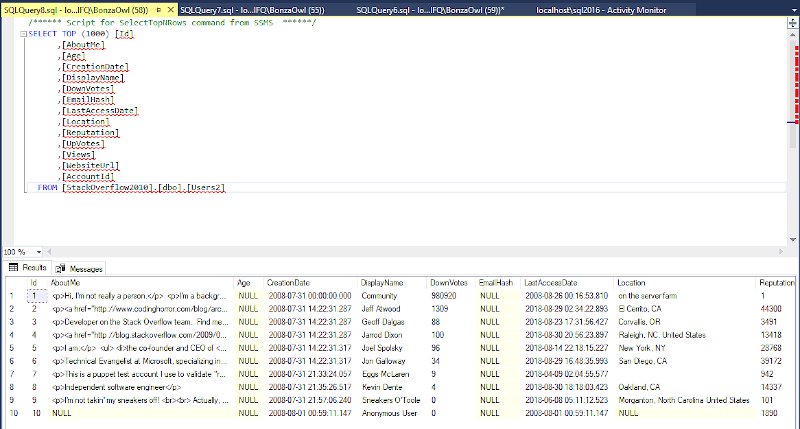 SQLQuery8.sql - lo...IFQ\BonzaOwl (58)) SQLQuery7.sql - lo...IFQ\BonzaOwl (55)) SQLQuery6.sql - lo...IFQ\BonzaOwl (59))* localhost\sql2016 - Activity Monitor
/****** Script for SelectTopNRows command from SSMS ******/
SELECT TOP (1000) [Id]
,[AboutMe]
,[Age]
,[CreationDate]
,[DisplayName]
,[DownVotes]
,[EmailHash]
,[LastAccessDate]
,[Location]
,[Reputation]
,[UpVotes]
,[Views]
,[WebsiteUrl]
,[AccountId]
FROM [StackOverflow2010].[dbo].[Users2]
100 %
Results Messages
Id AboutMe Age CreationDate DisplayName DownVotes EmailHash LastAccessDate Location Reputation
1 1 <p>Hi, I'm not really a person.</p> <p>I'm a backgr... NULL 2008-07-31 00:00:00.000 Community 980920 NULL 2008-08-26 00:16:53.810 on the server farm 1
2 2 <p><a href="http://www.codinghorror.com/blog/arc... NULL 2008-07-31 14:22:31.287 Jeff Atwood 1309 NULL 2018-08-29 02:34:22.893 El Cerrito, CA 44300
3 3 <p>Developer on the Stack Overflow team. Find me... NULL 2008-07-31 14:22:31.287 Geoff Dalgas 88 NULL 2018-08-23 17:31:56.427 Corvallis, OR 3491
4 4 <p><a href="http://blog.stackoverflow.com/2009/0... NULL 2008-07-31 14:22:31.287 Jarrod Dixon 100 NULL 2018-08-30 20:56:23.897 Raleigh, NC, United States 13418
5 5 <p>I am:</p> <ul> <li>the co-founder and CEO of <... NULL 2008-07-31 14:22:31.317 Joel Spolsky 96 NULL 2018-08-14 22:18:15.227 New York, NY 28768
6 6 <p>Technical Evangelist at Microsoft, specializing in... NULL 2008-07-31 14:22:31.317 Jon Galloway 34 NULL 2018-08-29 16:48:35.993 San Diego, CA 39172
7 7 <p>This is a puppet test account I use to validate "r... NULL 2008-07-31 21:33:24.057 Eggs McLaren 9 NULL 2018-04-09 02:04:55.577 942
8 8 <p>Independent software engineer</p> NULL 2008-07-31 21:35:26.517 Kevin Dente 4 NULL 2018-08-30 18:18:03.423 Oakland, CA 14337
9 9 <p>I'm not takin' my sneakers off! <br><br> Actually, ... NULL 2008-07-31 21:57:06.240 Sneakers O'Toole 0 NULL 2018-06-08 05:11:12.523 Morganton, North Carolina United States 101
10 10 NULL NULL 2008-08-01 00:59:11.147 Anonymous User 0 NULL 2008-08-01 00:59:11.147 NULL 1890